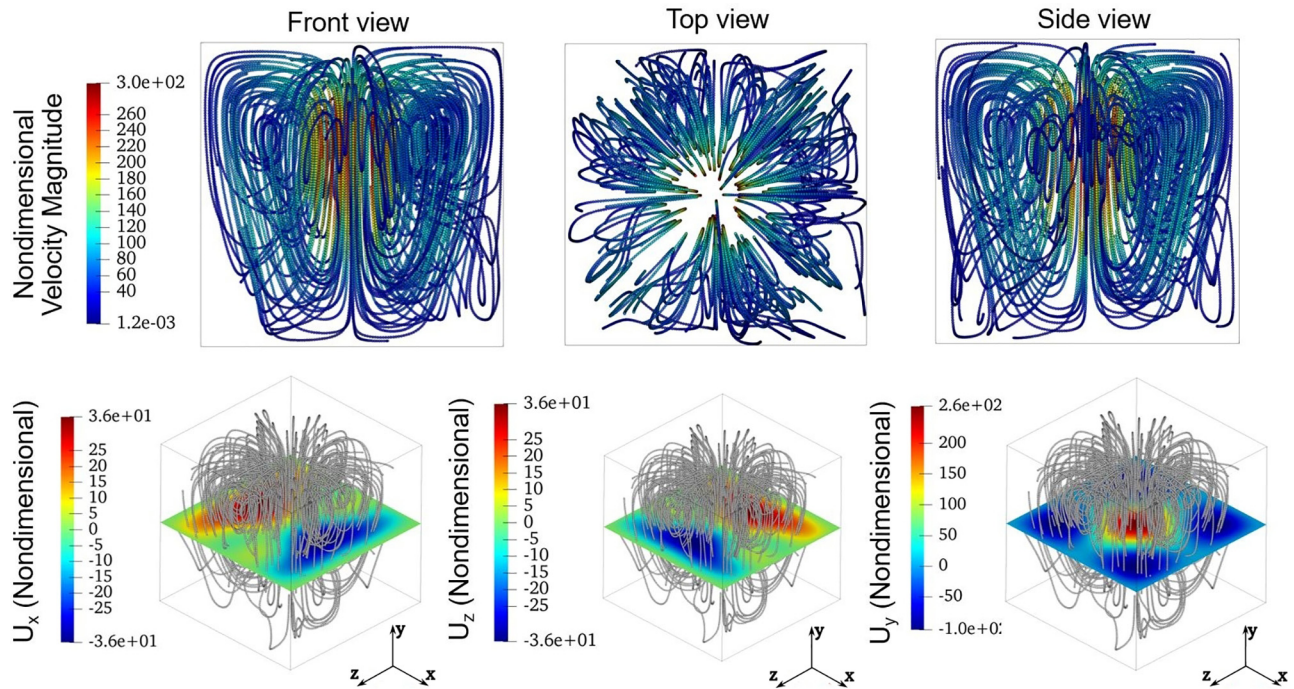 Front view
Top view
Side view
Nondimensional
Velocity Magnitude
3.0e+02
260
240
220
200
180
160
140
120
100
80
60
40
1.2e-03
Ux (Nondimensional)
3.6e+01
25
20
15
10
5
0
-5
-10
-15
-20
-25
-3.6e+01
y
z
x
Uz (Nondimensional)
3.6e+01
25
20
15
10
5
0
-5
-10
-15
-20
-25
-3.6e+01
y
z
x
Uy (Nondimensional)
2.6e+02
200
150
100
50
0
-50
-1.0e+0
y
z
x